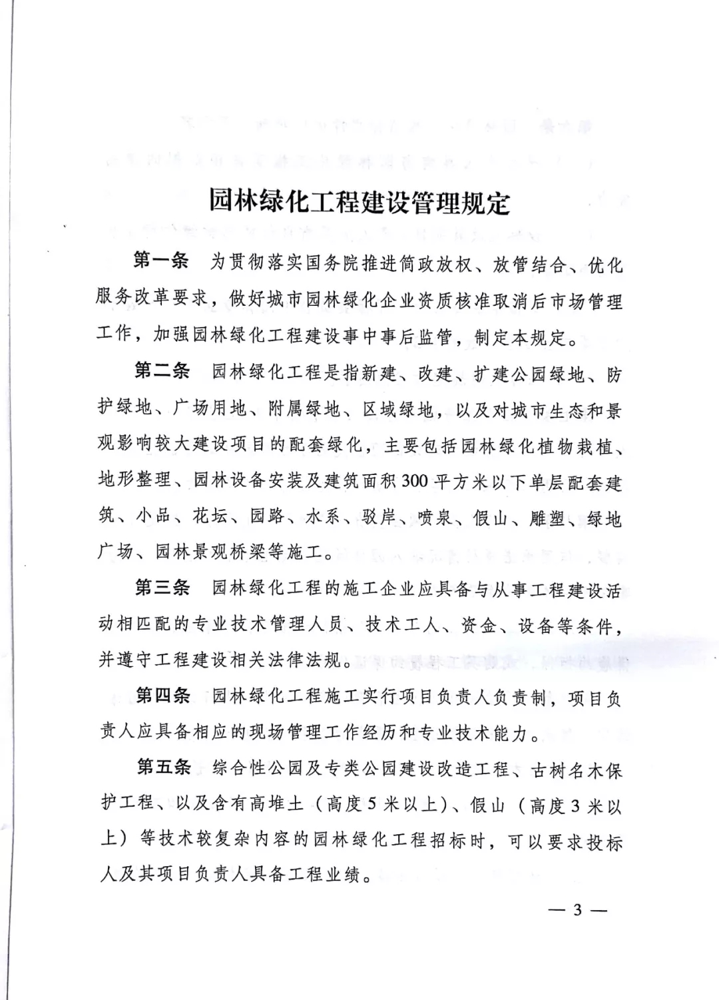 园林绿化工程建设管理规定
第一条 为贯彻落实国务院推进简政放权、放管结合、优化
服务改革要求，做好城市园林绿化企业资质核准取消后市场管理
工作，加强园林绿化工程建设事中事后监管，制定本规定。
第二条 园林绿化工程是指新建、改建、扩建公园绿地、防
护绿地、广场用地、附属绿地、区域绿地，以及对城市生态和景
观影响较大建设项目的配套绿化，主要包括园林绿化植物栽植、
地形整理、园林设备安装及建筑面积300平方米以下单层配套建
筑、小品、花坛、园路、水系、驳岸、喷泉、假山、雕塑、绿地
广场、园林景观桥梁等施工。
第三条 园林绿化工程的施工企业应具备与从事工程建设活
动相匹配的专业技术管理人员、技术工人、资金、设备等条件，
并遵守工程建设相关法律法规。
第四条 园林绿化工程施工实行项目负责人负责制，项目负
责人应具备相应的现场管理工作经历和专业技术能力。
第五条 综合性公园及专类公园建设改造工程、古树名木保
护工程、以及含有高堆土（高度5米以上）、假山（高度3米以
上）等技术较复杂内容的园林绿化工程招标时，可以要求投标
人及其项目负责人具备工程业绩。
— 3 —